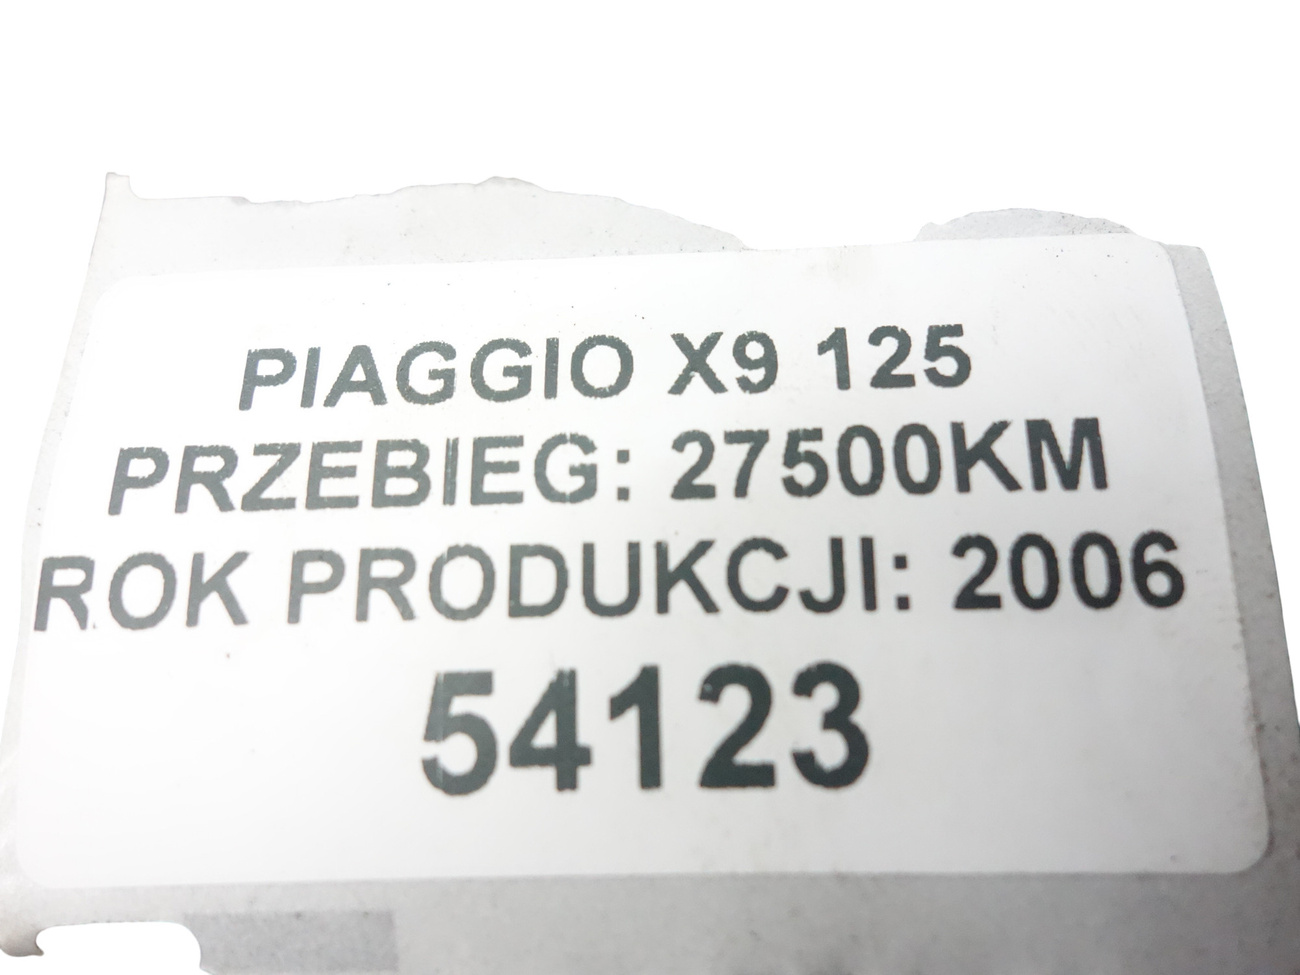 PIAGGIO X9 125
PRZEBIEG: 27500KM
ROK PRODUKCJI: 2006
54123